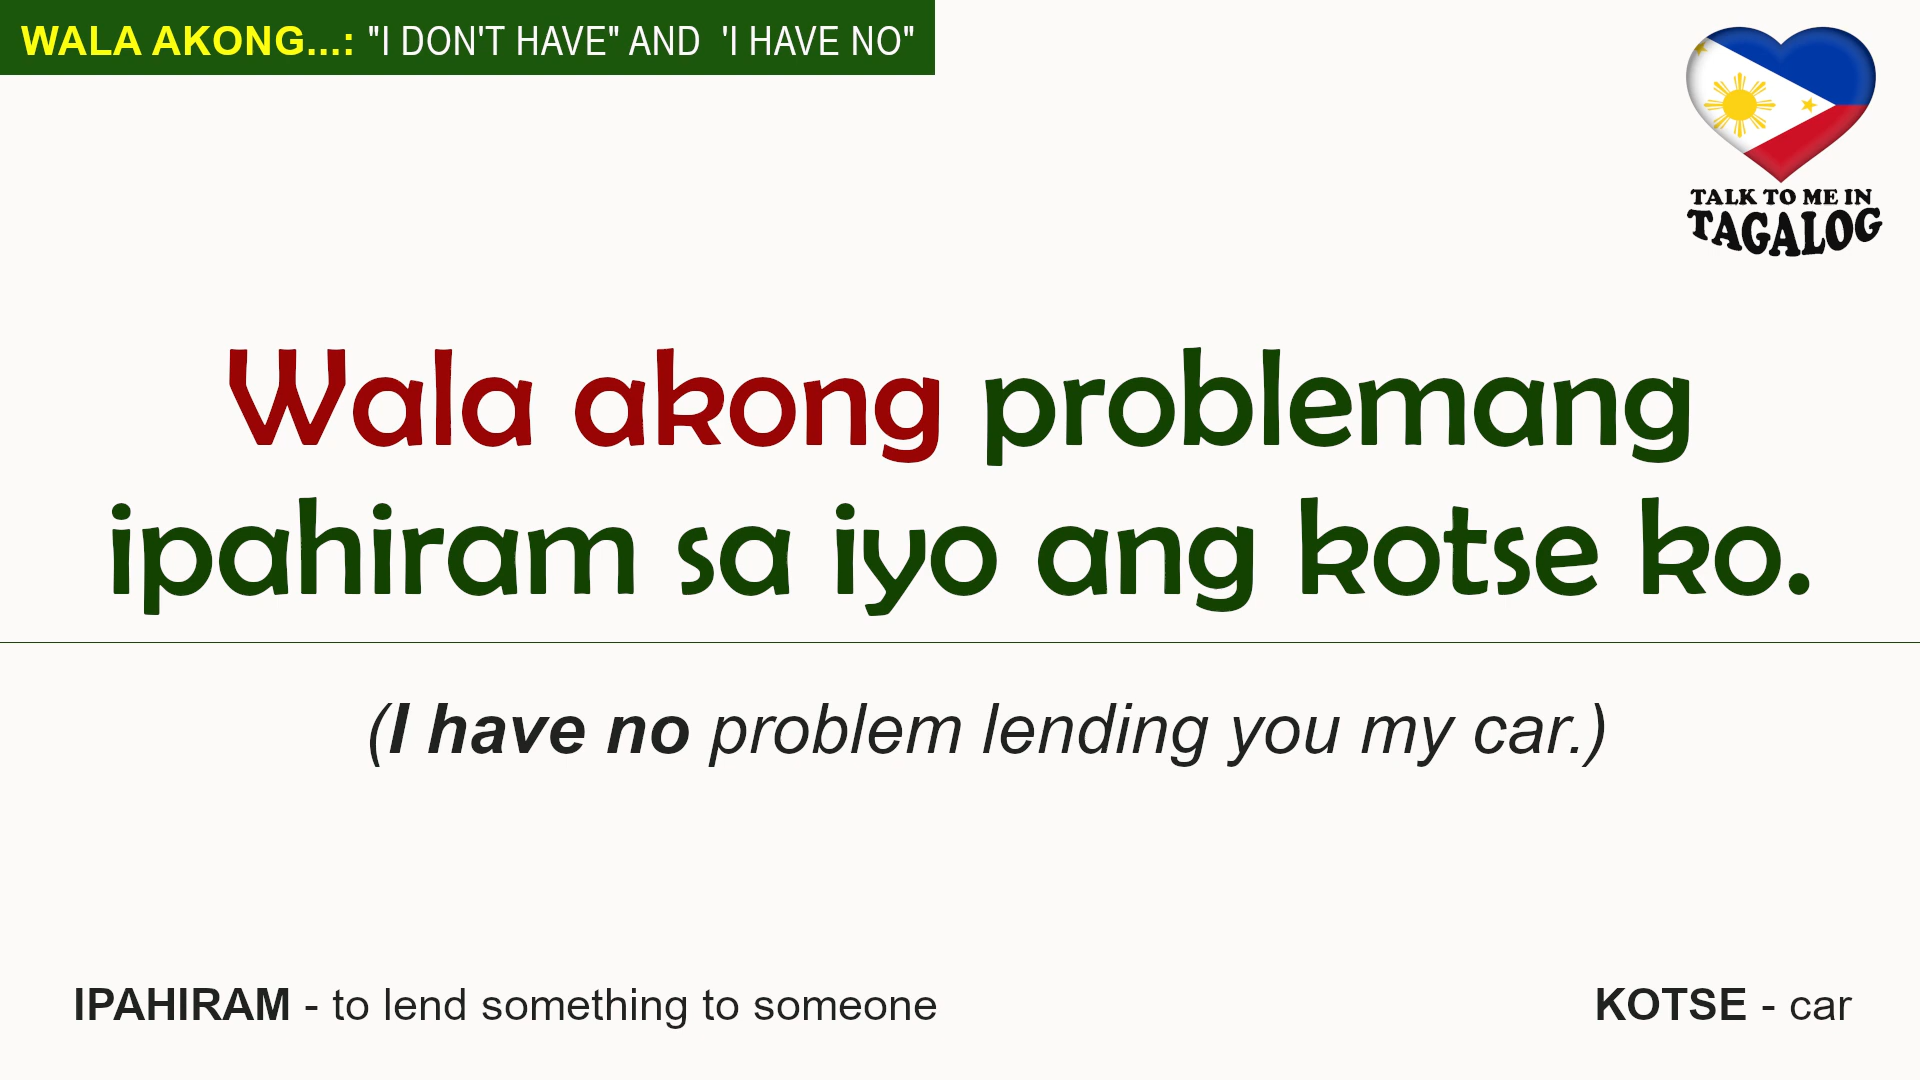 WALA AKONG...: "I DON'T HAVE" AND  'I HAVE NO"
TALK TO ME IN
TAGALOG
Wala akong problemang
ipahiram sa iyo ang kotse ko.
(I have no problem lending you my car.)
IPAHIRAM - to lend something to someone
KOTSE - car